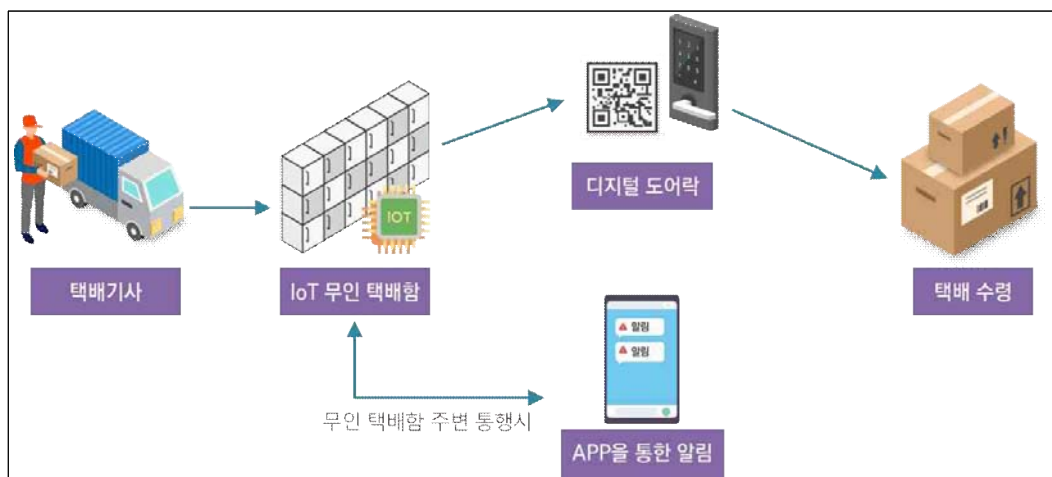 IOT
디지털 도어락
택배기사
IoT 무인 택배함
택배 수령
알림
알림
무인 택배함 주변 통행시
APP을 통한 알림